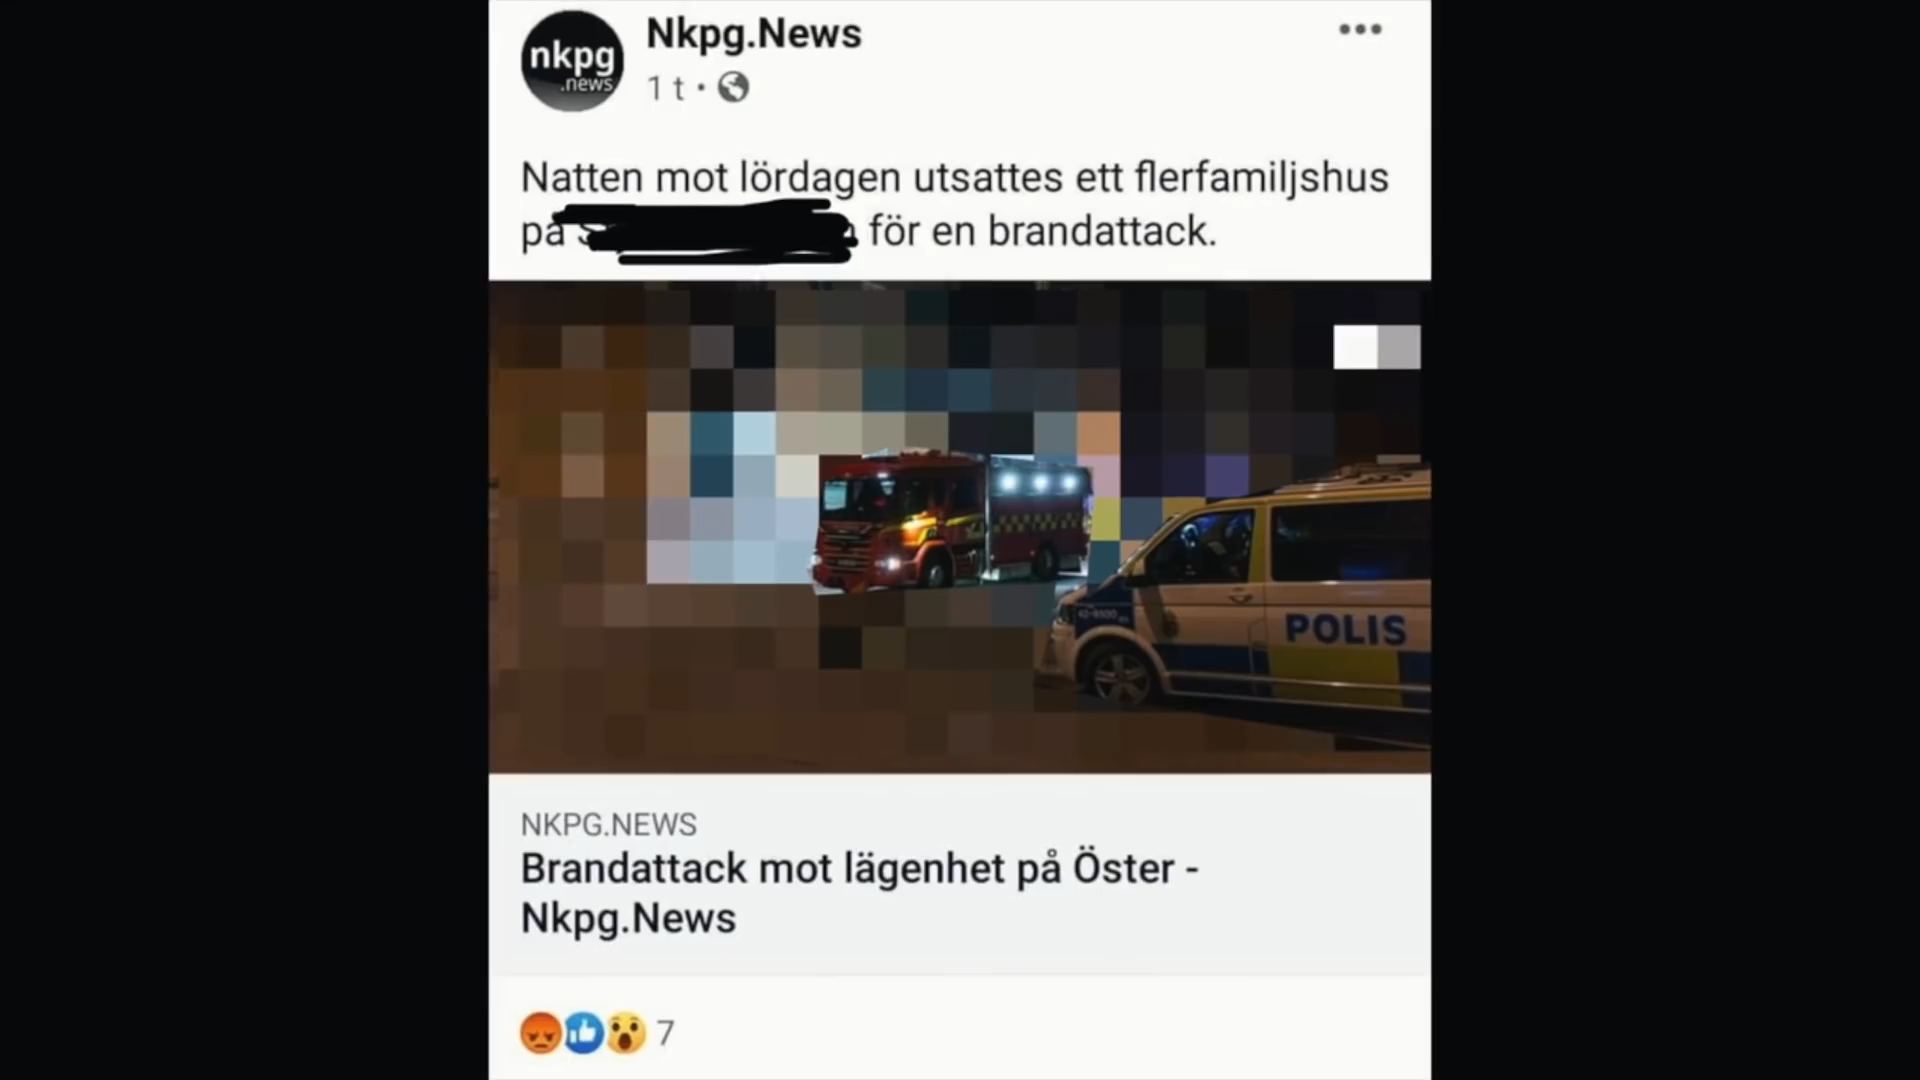 nkpg
.news
Nkpg.News
1 t •
Natten mot lördagen utsattes ett flerfamiljshus
på för en brandattack.
POLIS
NKPG.NEWS
Brandattack mot lägenhet på Öster -
Nkpg.News
7